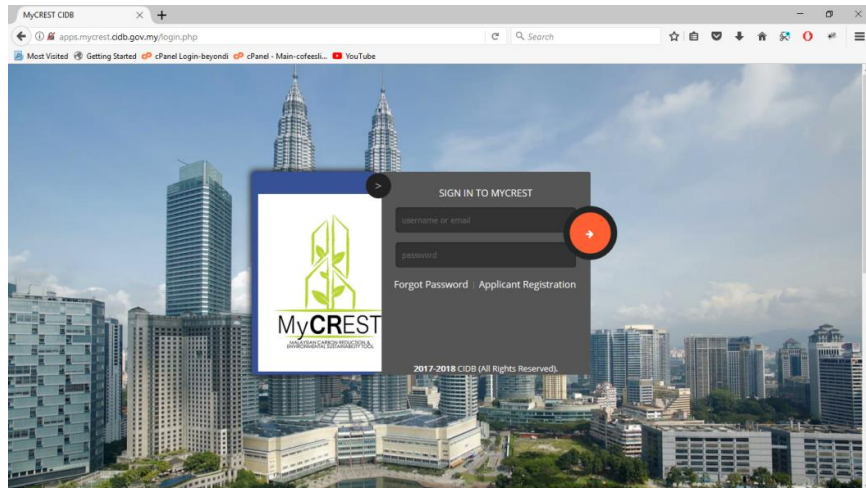 MyCREST CIDB
apps.mycrest.cidb.gov.my/login.php
Search
Most Visited Getting Started cPanel Login-beyondi cPanel - Main-cofeesli... YouTube
SIGN IN TO MYCREST
username or email
password
Forgot Password | Applicant Registration
MyCREST
MALAYSIAN CARBON REDUCTION &
ENVIRONMENTAL SUSTAINABILITY TOOL
2017-2018 CIDB (All Rights Reserved).